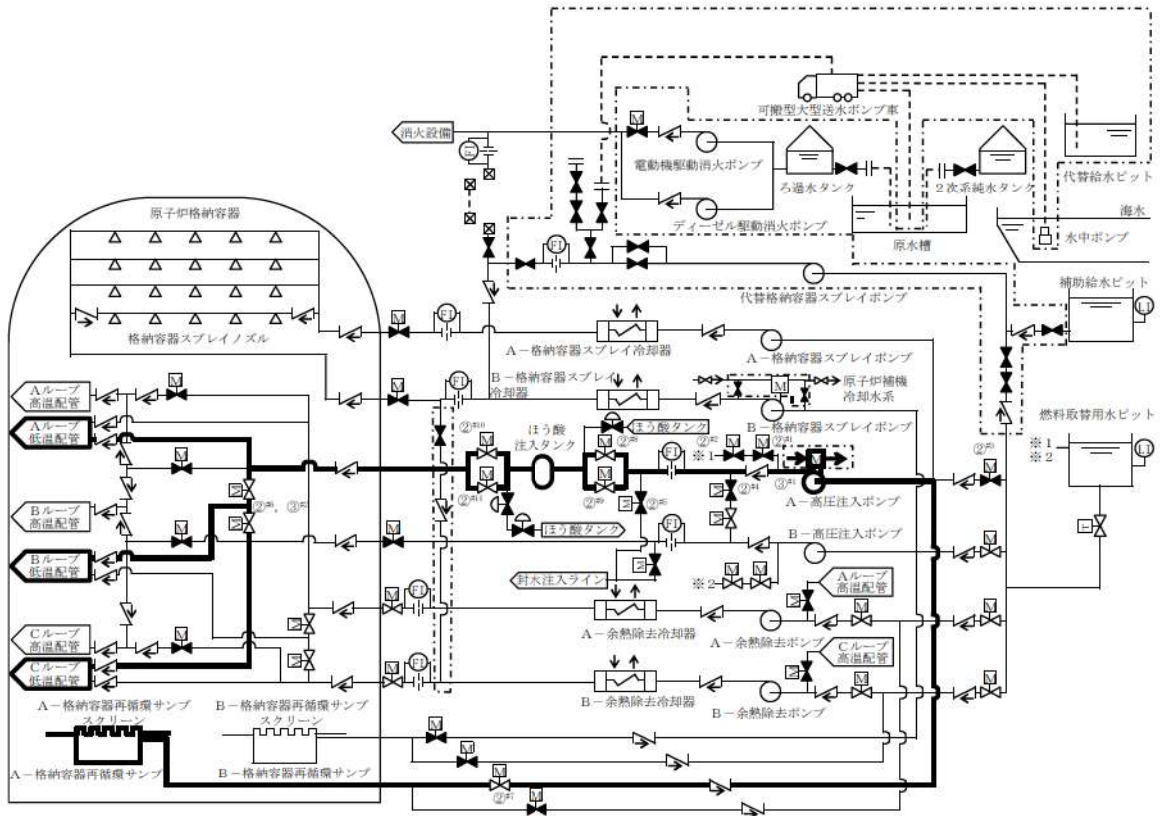 可搬型大型送水ポンプ車
消火設備
FI
M
電動機駆動消火ポンプ
ろ過水タンク
2次系純水タンク
代替給水ピット
ディーゼル駆動消火ポンプ
原水槽
海水
水中ポンプ
原子炉格納容器
FI
代替格納容器スプレイポンプ
補助給水ピット
LI
格納容器スプレイノズル
M
FI
A-格納容器スプレイ冷却器
A-格納容器スプレイポンプ
B-格納容器スプレイ
冷却器
M
原子炉補機
冷却水系
Aループ
高温配管
M
M
FI
B-格納容器スプレイポンプ
燃料取替用水ピット
※1
※2
LI
Aループ
低温配管
ほう酸
注入タンク
ほう酸タンク
※1
M
M
M
M
FI
M
M
A-高圧注入ポンプ
M
Bループ
高温配管
M
M
ほう酸タンク
M
FI
M
B-高圧注入ポンプ
M
T
Bループ
低温配管
封水注入ライン
M
※2
M
M
Aループ
高温配管
M
FI
A-余熱除去冷却器
A-余熱除去ポンプ
M
M
M
Cループ
高温配管
M
M
M
Cループ
高温配管
Cループ
低温配管
M
FI
B-余熱除去冷却器
B-余熱除去ポンプ
M
M
M
A-格納容器再循環サンプ
スクリーン
B-格納容器再循環サンプ
スクリーン
A-格納容器再循環サンプ
B-格納容器再循環サンプ
M
M
M
M